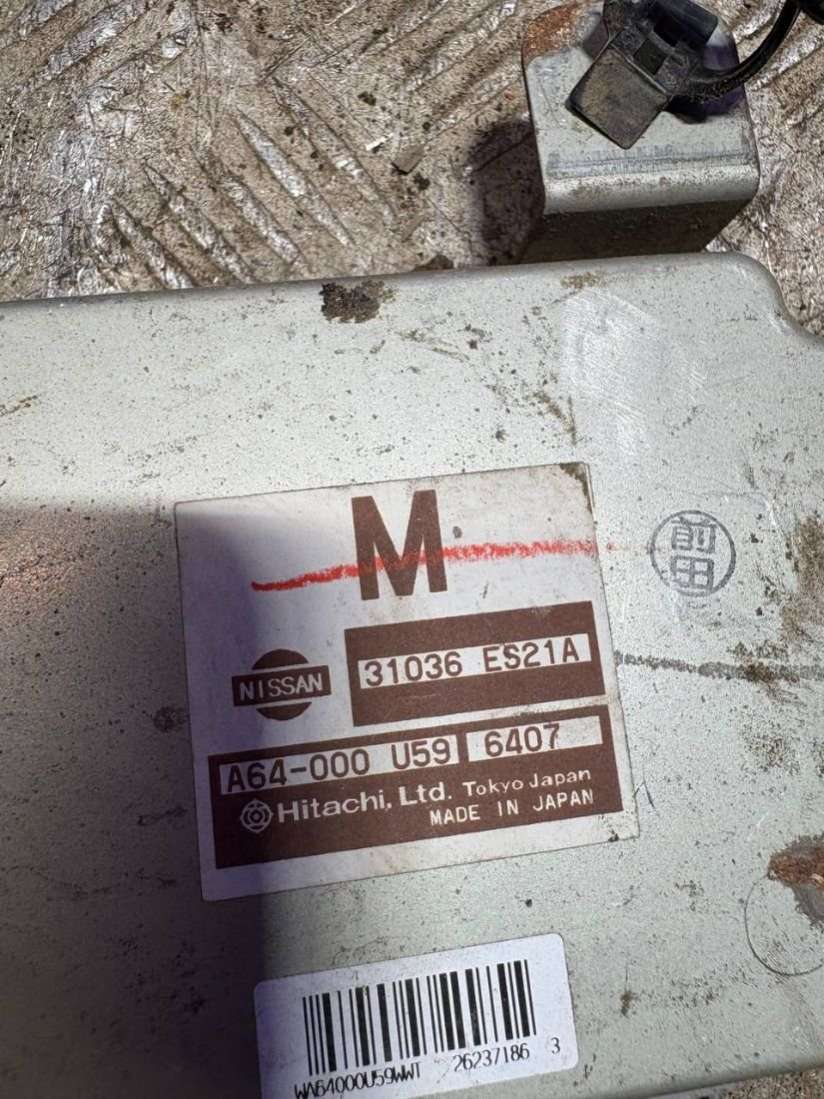 M
前田
NISSAN
31036 ES21A
A64-000 U59 6407
Hitachi, Ltd. Tokyo Japan
MADE IN JAPAN
WA64000U59WWT 26237186 3